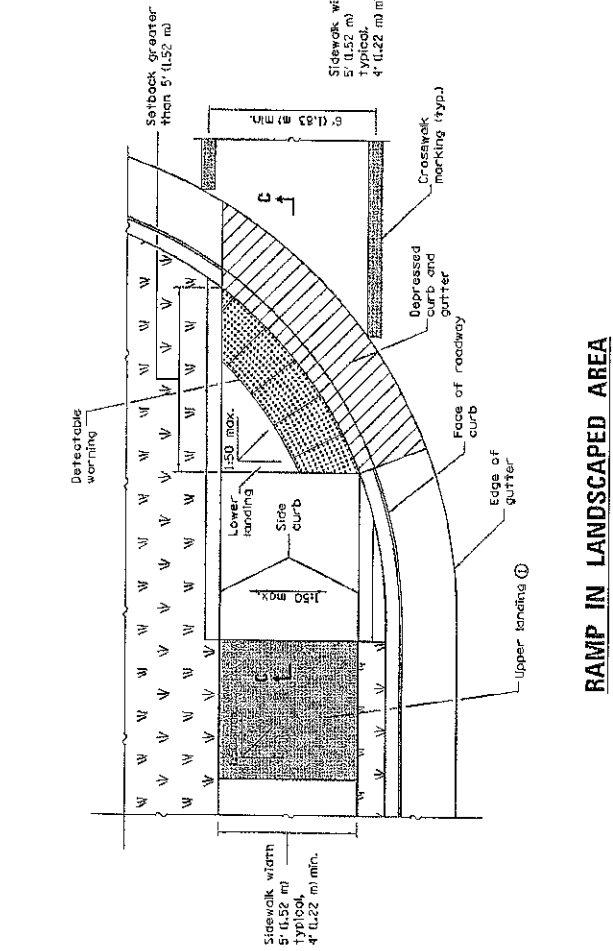 Setback greater
than 5' (1.52 m)
Detectable
warning
6' (1.83 m) min.
Sidewalk wi
5' (1.52 m)
typical,
4' (1.22 m) m
Crosswalk
marking (typ.)
C
1:50 max.
Lower
landing
Side
curb
1:50 max.
C
Depressed
curb and
gutter
Face of roadway
curb
Edge of
gutter
Upper landing ①
Sidewalk width
5' (1.52 m)
typical,
4' (1.22 m) min.
RAMP IN LANDSCAPED AREA